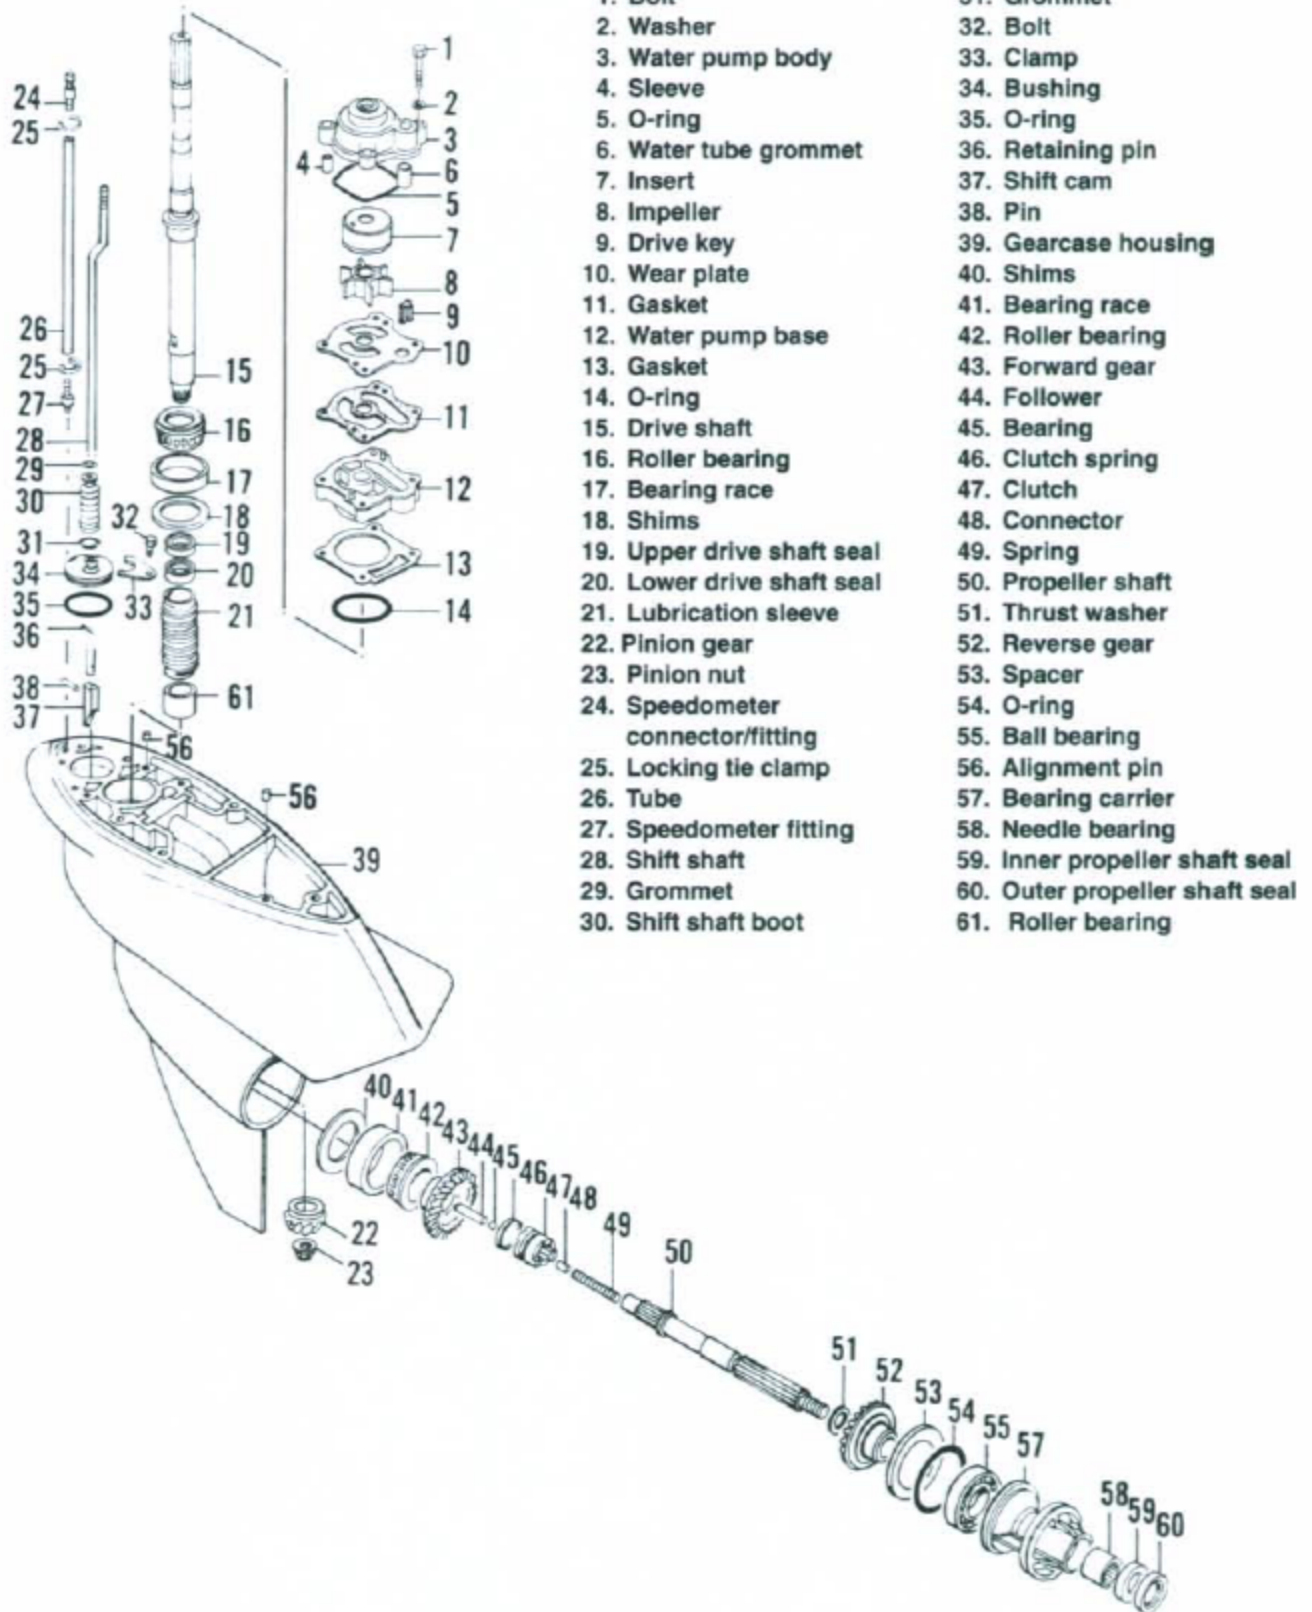 1. Bolt
2. Washer
3. Water pump body
4. Sleeve
5. O-ring
6. Water tube grommet
7. Insert
8. Impeller
9. Drive key
10. Wear plate
11. Gasket
12. Water pump base
13. Gasket
14. O-ring
15. Drive shaft
16. Roller bearing
17. Bearing race
18. Shims
19. Upper drive shaft seal
20. Lower drive shaft seal
21. Lubrication sleeve
22. Pinion gear
23. Pinion nut
24. Speedometer
connector/fitting
25. Locking tie clamp
26. Tube
27. Speedometer fitting
28. Shift shaft
29. Grommet
30. Shift shaft boot
31. Grommet
32. Bolt
33. Clamp
34. Bushing
35. O-ring
36. Retaining pin
37. Shift cam
38. Pin
39. Gearcase housing
40. Shims
41. Bearing race
42. Roller bearing
43. Forward gear
44. Follower
45. Bearing
46. Clutch spring
47. Clutch
48. Connector
49. Spring
50. Propeller shaft
51. Thrust washer
52. Reverse gear
53. Spacer
54. O-ring
55. Ball bearing
56. Alignment pin
57. Bearing carrier
58. Needle bearing
59. Inner propeller shaft seal
60. Outer propeller shaft seal
61. Roller bearing
24
25
26
25
27
28
29
30
31
32
34
33
35
36
38
37
15
16
17
18
19
20
21
61
1
2
3
4
6
5
7
8
9
10
11
12
13
14
56
56
39
22
23
40
41
42
43
44
45
46
47
48
49
50
51
52
53
54
55
57
58
59
60